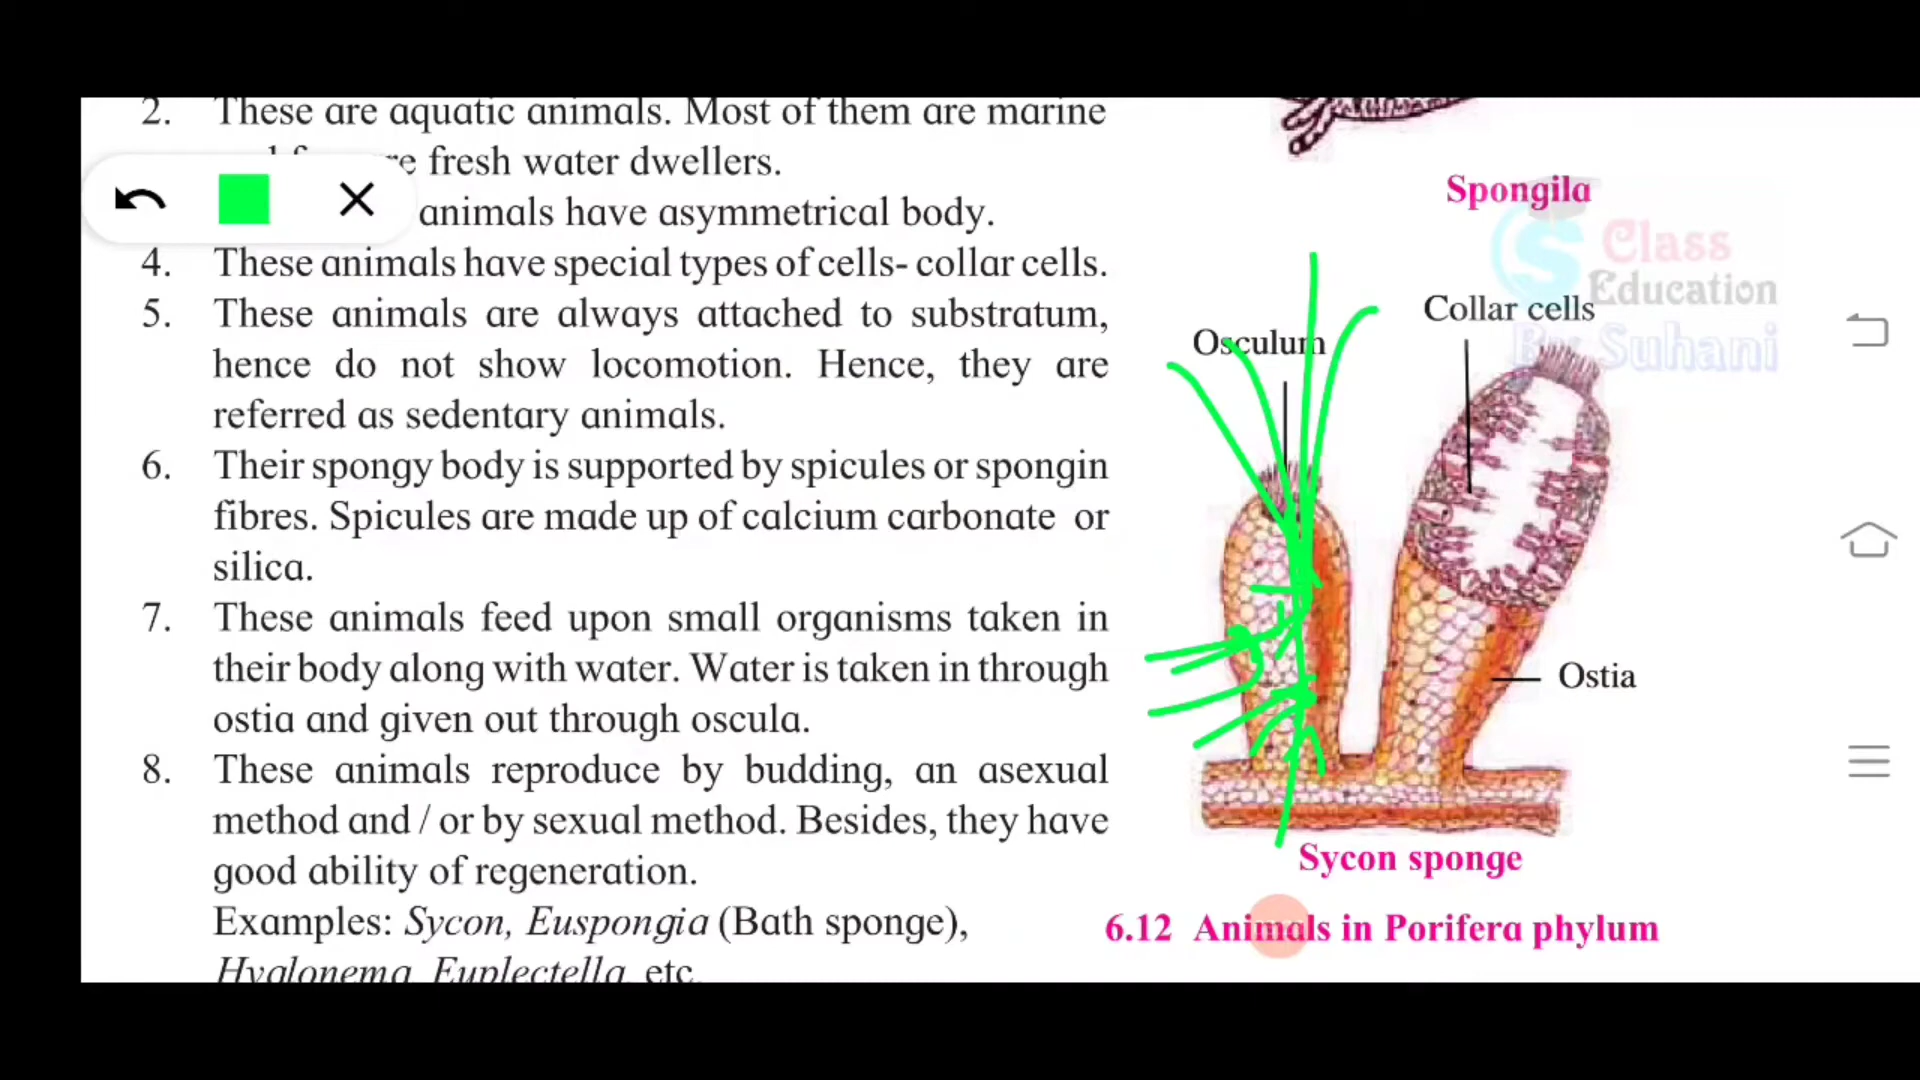 2. These are aquatic animals. Most of them are marine
fresh water dwellers.
animals have asymmetrical body.
4. These animals have special types of cells- collar cells.
5. These animals are always attached to substratum,
hence do not show locomotion. Hence, they are
referred as sedentary animals.
6. Their spongy body is supported by spicules or spongin
fibres. Spicules are made up of calcium carbonate or
silica.
7. These animals feed upon small organisms taken in
their body along with water. Water is taken in through
ostia and given out through oscula.
8. These animals reproduce by budding, an asexual
method and / or by sexual method. Besides, they have
good ability of regeneration.
Examples: Sycon, Euspongia (Bath sponge),
Hyalonema, Euplectella etc.
Spongila
S Class
Education
By Suhani
Collar cells
Osculum
Ostia
Sycon sponge
6.12 Animals in Porifera phylum